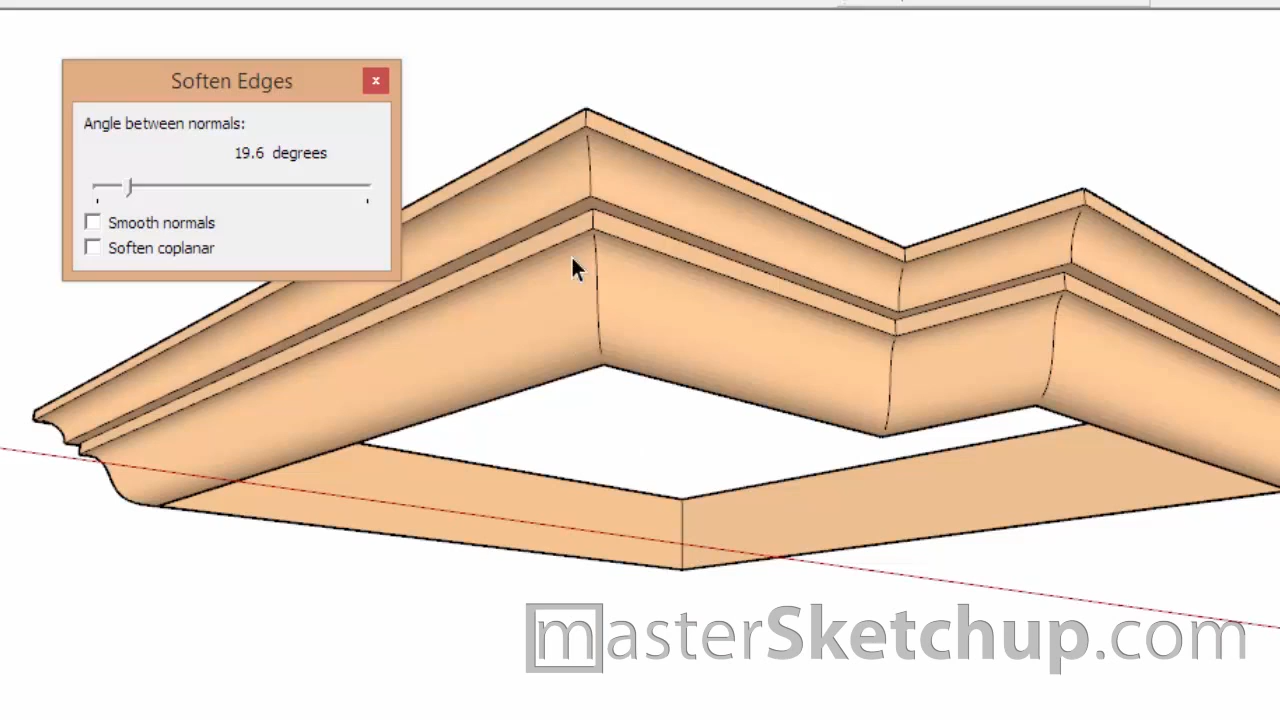 Soften Edges
x
Angle between normals:
19.6 degrees
Smooth normals
Soften coplanar
masterSketchup.com